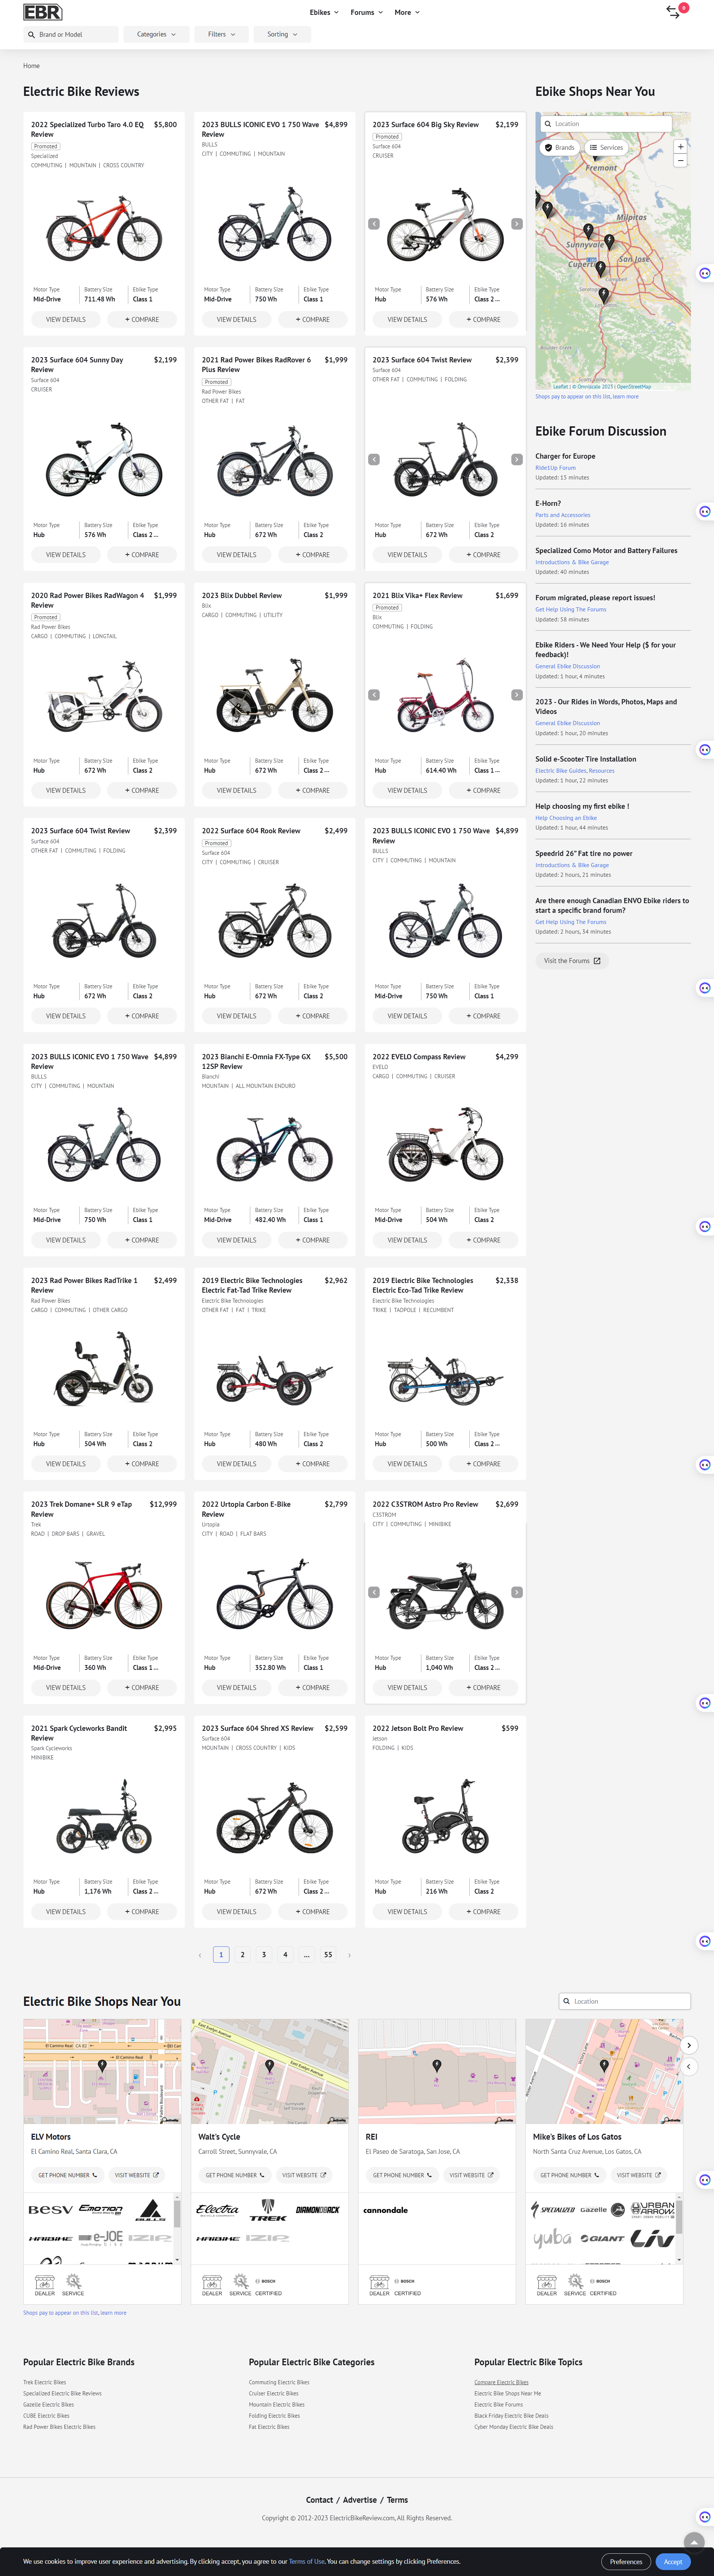 EBR
Ebikes
Forums
More
0
Brand or Model
Categories
Filters
Sorting
Home
Electric Bike Reviews
2022 Specialized Turbo Taro 4.0 EQ Review
$5,800
Promoted
Specialized
COMMUTING | MOUNTAIN | CROSS COUNTRY
Motor Type Battery Size Ebike Type
Mid-Drive 711.48 Wh Class 1
VIEW DETAILS + COMPARE
2023 BULLS ICONIC EVO 1 750 Wave Review
$4,899
BULLS
CITY | COMMUTING | MOUNTAIN
Motor Type Battery Size Ebike Type
Mid-Drive 750 Wh Class 1
VIEW DETAILS + COMPARE
2023 Surface 604 Big Sky Review
$2,199
Promoted
Surface 604
CRUISER
Motor Type Battery Size Ebike Type
Hub 576 Wh Class 2 ...
VIEW DETAILS + COMPARE
2023 Surface 604 Sunny Day Review
$2,199
Surface 604
CRUISER
Motor Type Battery Size Ebike Type
Hub 576 Wh Class 2 ...
VIEW DETAILS + COMPARE
2021 Rad Power Bikes RadRover 6 Plus Review
$1,999
Promoted
Rad Power Bikes
OTHER FAT | FAT
Motor Type Battery Size Ebike Type
Hub 672 Wh Class 2
VIEW DETAILS + COMPARE
2023 Surface 604 Twist Review
$2,399
Surface 604
OTHER FAT | COMMUTING | FOLDING
Motor Type Battery Size Ebike Type
Hub 672 Wh Class 2
VIEW DETAILS + COMPARE
2020 Rad Power Bikes RadWagon 4 Review
$1,999
Promoted
Rad Power Bikes
CARGO | COMMUTING | LONGTAIL
Motor Type Battery Size Ebike Type
Hub 672 Wh Class 2
VIEW DETAILS + COMPARE
2023 Blix Dubbel Review
$1,999
Blix
CARGO | COMMUTING | UTILITY
Motor Type Battery Size Ebike Type
Hub 672 Wh Class 2 ...
VIEW DETAILS + COMPARE
2021 Blix Vika+ Flex Review
$1,699
Promoted
Blix
COMMUTING | FOLDING
Motor Type Battery Size Ebike Type
Hub 614.40 Wh Class 1 ...
VIEW DETAILS + COMPARE
2023 Surface 604 Twist Review
$2,399
Surface 604
OTHER FAT | COMMUTING | FOLDING
Motor Type Battery Size Ebike Type
Hub 672 Wh Class 2
VIEW DETAILS + COMPARE
2022 Surface 604 Rook Review
$2,499
Promoted
Surface 604
CITY | COMMUTING | CRUISER
Motor Type Battery Size Ebike Type
Hub 672 Wh Class 2
VIEW DETAILS + COMPARE
2023 BULLS ICONIC EVO 1 750 Wave Review
$4,899
BULLS
CITY | COMMUTING | MOUNTAIN
Motor Type Battery Size Ebike Type
Mid-Drive 750 Wh Class 1
VIEW DETAILS + COMPARE
2023 BULLS ICONIC EVO 1 750 Wave Review
$4,899
BULLS
CITY | COMMUTING | MOUNTAIN
Motor Type Battery Size Ebike Type
Mid-Drive 750 Wh Class 1
VIEW DETAILS + COMPARE
2023 Bianchi E-Omnia FX-Type GX 12SP Review
$5,500
Bianchi
MOUNTAIN | ALL MOUNTAIN ENDURO
Motor Type Battery Size Ebike Type
Mid-Drive 482.40 Wh Class 1
VIEW DETAILS + COMPARE
2022 EVELO Compass Review
$4,299
EVELO
CARGO | COMMUTING | CRUISER
Motor Type Battery Size Ebike Type
Mid-Drive 504 Wh Class 2
VIEW DETAILS + COMPARE
2023 Rad Power Bikes RadTrike 1 Review
$2,499
Rad Power Bikes
CARGO | COMMUTING | OTHER CARGO
Motor Type Battery Size Ebike Type
Hub 504 Wh Class 2
VIEW DETAILS + COMPARE
2019 Electric Bike Technologies Electric Fat-Tad Trike Review
$2,962
Electric Bike Technologies
OTHER FAT | FAT | TRIKE
Motor Type Battery Size Ebike Type
Hub 480 Wh Class 2
VIEW DETAILS + COMPARE
2019 Electric Bike Technologies Electric Eco-Tad Trike Review
$2,338
Electric Bike Technologies
TRIKE | TADPOLE | RECUMBENT
Motor Type Battery Size Ebike Type
Hub 500 Wh Class 2 ...
VIEW DETAILS + COMPARE
2023 Trek Domane+ SLR 9 eTap Review
$12,999
Trek
ROAD | DROP BARS | GRAVEL
Motor Type Battery Size Ebike Type
Mid-Drive 360 Wh Class 1 ...
VIEW DETAILS + COMPARE
2022 Urtopia Carbon E-Bike Review
$2,799
Urtopia
CITY | ROAD | FLAT BARS
Motor Type Battery Size Ebike Type
Hub 352.80 Wh Class 1
VIEW DETAILS + COMPARE
2022 C3STROM Astro Pro Review
$2,699
C3STROM
CITY | COMMUTING | MINIBIKE
Motor Type Battery Size Ebike Type
Hub 1,040 Wh Class 2 ...
VIEW DETAILS + COMPARE
2021 Spark Cycleworks Bandit Review
$2,995
Spark Cycleworks
MINIBIKE
Motor Type Battery Size Ebike Type
Hub 1,176 Wh Class 2 ...
VIEW DETAILS + COMPARE
2023 Surface 604 Shred XS Review
$2,599
Surface 604
MOUNTAIN | CROSS COUNTRY | KIDS
Motor Type Battery Size Ebike Type
Hub 672 Wh Class 2 ...
VIEW DETAILS + COMPARE
2022 Jetson Bolt Pro Review
$599
Jetson
FOLDING | KIDS
Motor Type Battery Size Ebike Type
Hub 216 Wh Class 2
VIEW DETAILS + COMPARE
‹ 1 2 3 4 ... 55 ›
Ebike Shops Near You
Location
Brands
Services
+
−
Fremont
Milpitas
Sunnyvale
San Jose
Cupertino
Campbell
Leaflet | © Omniscale 2023 | OpenStreetMap
Shops pay to appear on this list, learn more
Ebike Forum Discussion
Charger for Europe
Ride1Up Forum
Updated: 15 minutes
E-Horn?
Parts and Accessories
Updated: 16 minutes
Specialized Como Motor and Battery Failures
Introductions & Bike Garage
Updated: 40 minutes
Forum migrated, please report issues!
Get Help Using The Forums
Updated: 58 minutes
Ebike Riders - We Need Your Help ($ for your feedback)!
General Ebike Discussion
Updated: 1 hour, 4 minutes
2023 - Our Rides in Words, Photos, Maps and Videos
General Ebike Discussion
Updated: 1 hour, 20 minutes
Solid e-Scooter Tire Installation
Electric Bike Guides, Resources
Updated: 1 hour, 22 minutes
Help choosing my first ebike !
Help Choosing an Ebike
Updated: 1 hour, 44 minutes
Speedrid 26" Fat tire no power
Introductions & Bike Garage
Updated: 2 hours, 21 minutes
Are there enough Canadian ENVO Ebike riders to start a specific brand forum?
Get Help Using The Forums
Updated: 2 hours, 34 minutes
Visit the Forums
Electric Bike Shops Near You
Location
El Camino Real
CA 82
El Camino Real
ELV Motors
El Camino Real, Santa Clara, CA
GET PHONE NUMBER VISIT WEBSITE
BESV
EMOTION
BULLS
HAIBIKE
e-JOE
IZIP
DEALER SERVICE
East Evelyn Avenue
East Evelyn Avenue
Walt's Cycle
Carroll Street, Sunnyvale, CA
GET PHONE NUMBER VISIT WEBSITE
Electra
TREK
DIAMONDBACK
HAIBIKE
IZIP
BOSCH
DEALER SERVICE CERTIFIED
REI
El Paseo de Saratoga, San Jose, CA
GET PHONE NUMBER VISIT WEBSITE
cannondale
BOSCH
DEALER CERTIFIED
Mike's Bikes of Los Gatos
North Santa Cruz Avenue, Los Gatos, CA
GET PHONE NUMBER VISIT WEBSITE
SPECIALIZED
GAZELLE
URBAN ARROW
yuba
GIANT
Liv
BOSCH
DEALER SERVICE CERTIFIED
Shops pay to appear on this list, learn more
Popular Electric Bike Brands
Trek Electric Bikes
Specialized Electric Bike Reviews
Gazelle Electric Bikes
CUBE Electric Bikes
Rad Power Bikes Electric Bikes
Popular Electric Bike Categories
Commuting Electric Bikes
Cruiser Electric Bikes
Mountain Electric Bikes
Folding Electric Bikes
Fat Electric Bikes
Popular Electric Bike Topics
Compare Electric Bikes
Electric Bike Shops Near Me
Electric Bike Forums
Black Friday Electric Bike Deals
Cyber Monday Electric Bike Deals
Contact / Advertise / Terms
Copyright © 2012-2023 ElectricBikeReview.com, All Rights Reserved.
We use cookies to improve user experience and advertising. By clicking accept, you agree to our Terms of Use. You can change settings by clicking Preferences.
Preferences
Accept